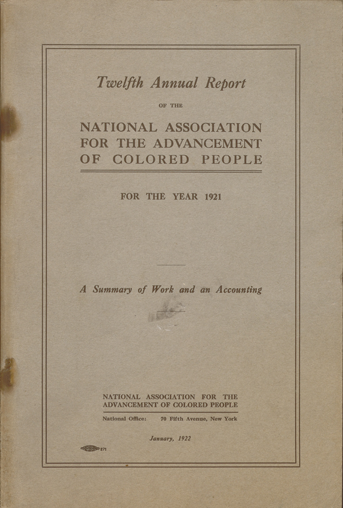 Twelfth Annual Report
OF THE
NATIONAL ASSOCIATION
FOR THE ADVANCEMENT
OF COLORED PEOPLE
FOR THE YEAR 1921
A Summary of Work and an Accounting
NATIONAL ASSOCIATION FOR THE
ADVANCEMENT OF COLORED PEOPLE
National Office: 70 Fifth Avenue, New York
January, 1922